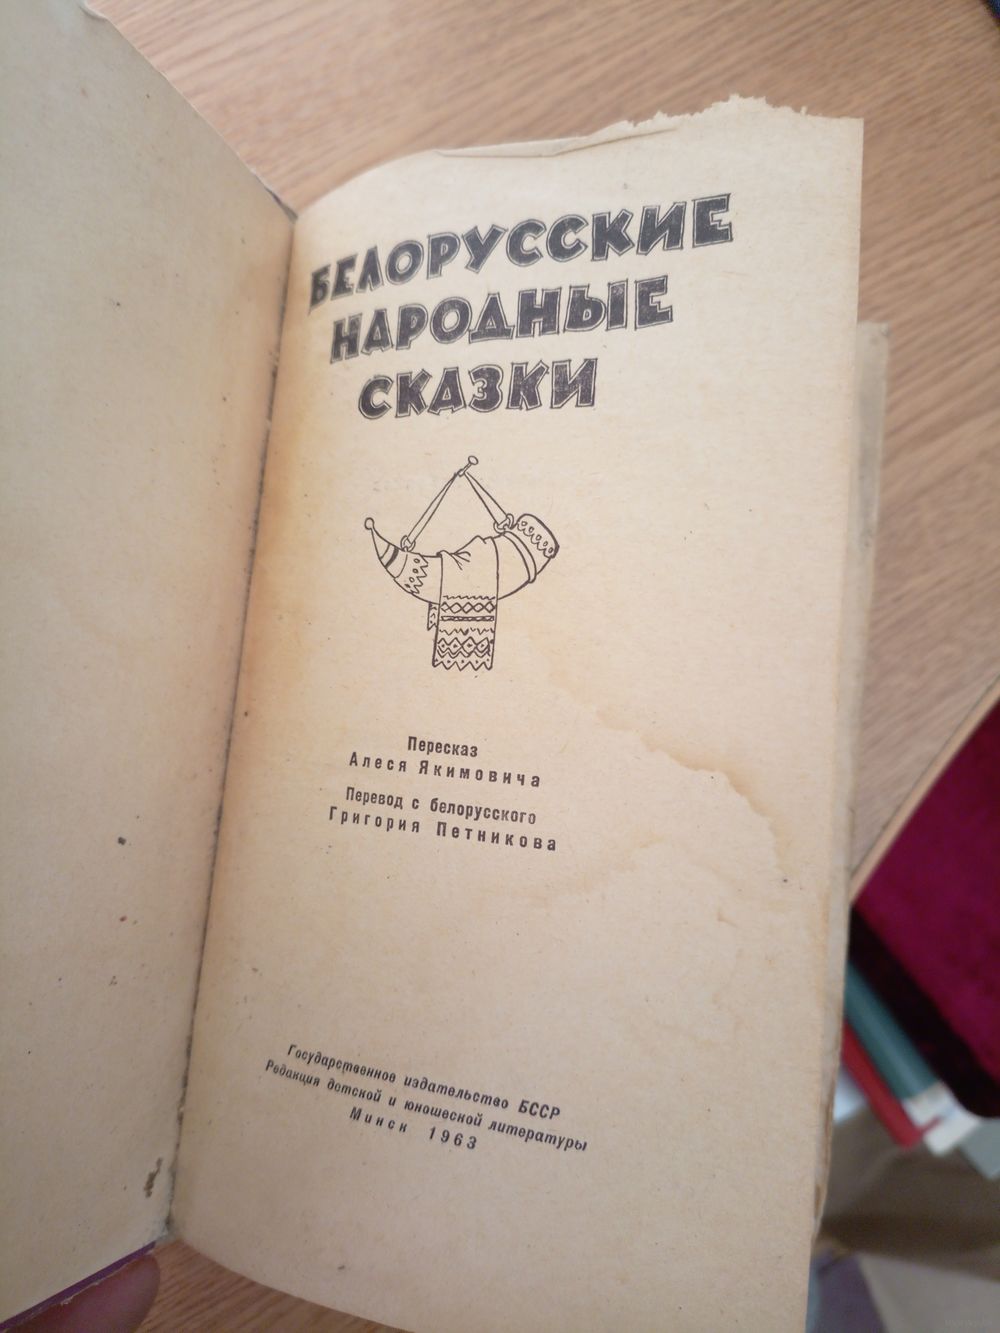 БЕЛОРУССКИЕ
НАРОДНЫЕ
СКАЗКИ
Пересказ
Алеся Якимовича
Перевод с белорусского
Григория Петникова
Государственное издательство БССР
Редакция детской и юношеской литературы
Минск 1963